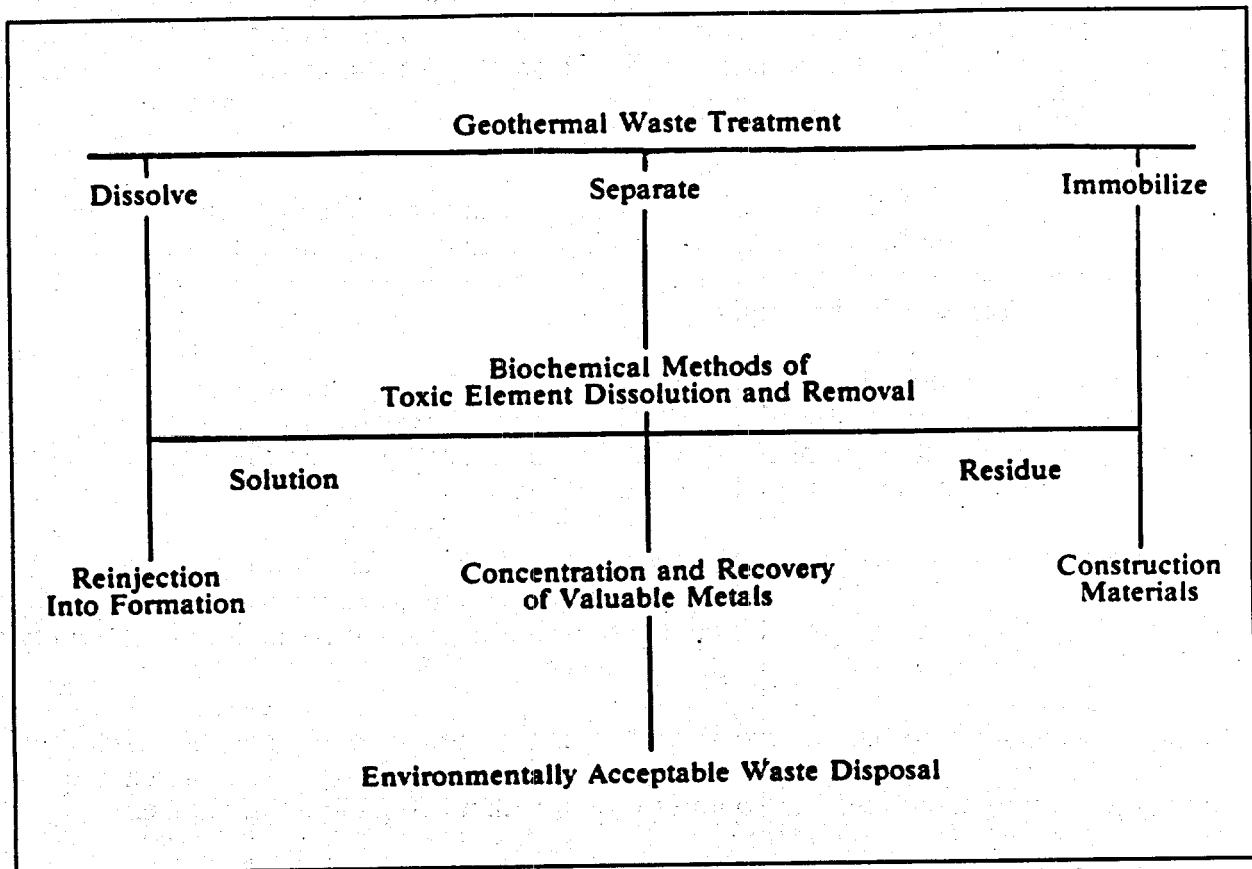 Geothermal Waste Treatment
Dissolve
Separate
Immobilize
Biochemical Methods of
Toxic Element Dissolution and Removal
Solution
Residue
Reinjection
Into Formation
Concentration and Recovery
of Valuable Metals
Construction
Materials
Environmentally Acceptable Waste Disposal